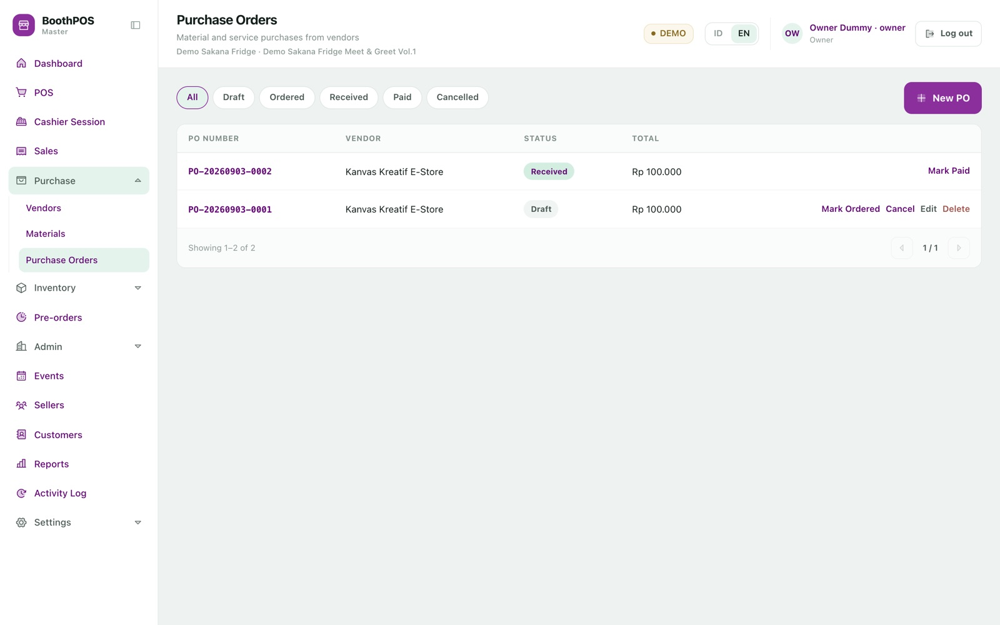 BoothPOS
Master
Dashboard
POS
Cashier Session
Sales
Purchase
Vendors
Materials
Purchase Orders
Inventory
Pre-orders
Admin
Events
Sellers
Customers
Reports
Activity Log
Settings
Purchase Orders
Material and service purchases from vendors
Demo Sakana Fridge · Demo Sakana Fridge Meet & Greet Vol.1
DEMO
ID EN
OW
Owner Dummy · owner
Owner
Log out
All Draft Ordered Received Paid Cancelled
New PO
PO NUMBER VENDOR STATUS TOTAL
PO-20260903-0002 Kanvas Kreatif E-Store Received Rp 100.000 Mark Paid
PO-20260903-0001 Kanvas Kreatif E-Store Draft Rp 100.000 Mark Ordered Cancel Edit Delete
Showing 1–2 of 2 1 / 1